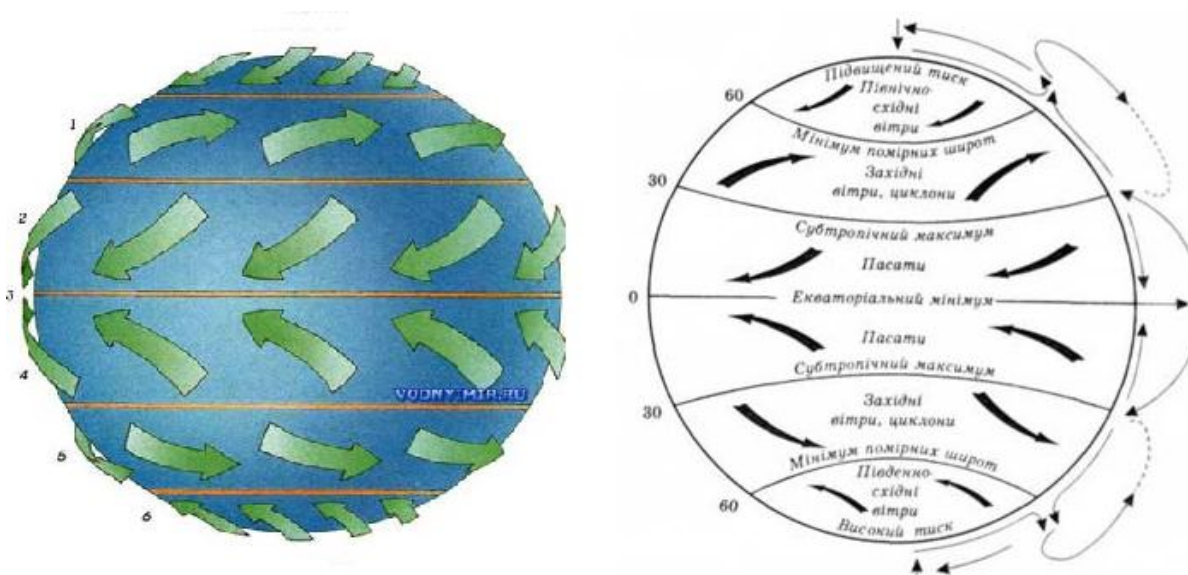 1
2
3
4
5
6
VODNY-MIR.RU
Підвищений тиск
60
Північно-
східні
вітри
Мінімум помірних широт
Західні
вітри, циклони
30
Субтропічний максимум
Пасати
0
Екваторіальний мінімум
Пасати
Субтропічний максимум
30
Західні
вітри, циклони
Мінімум помірних широт
Південно-
східні
вітри
60
Високий тиск